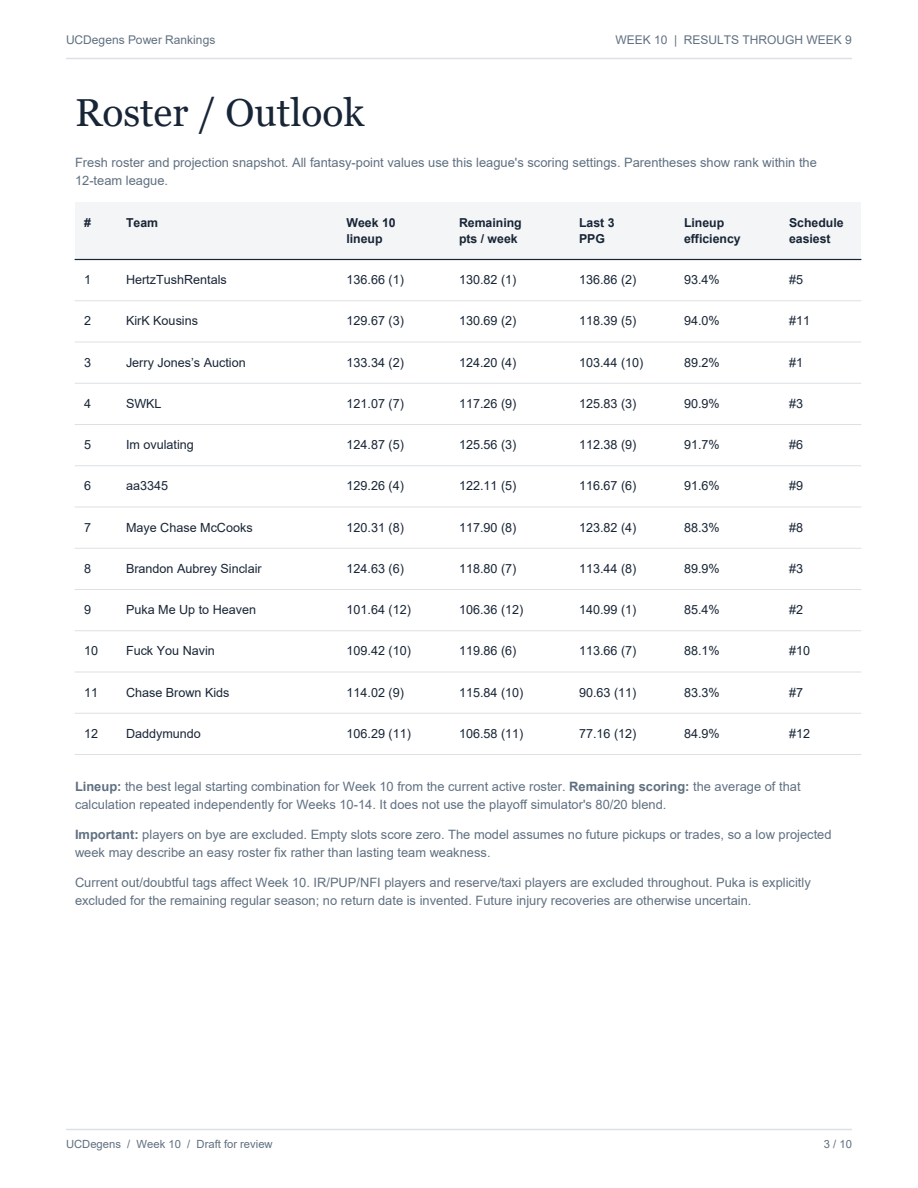 UCDegens Power Rankings
WEEK 10 | RESULTS THROUGH WEEK 9
Roster / Outlook
Fresh roster and projection snapshot. All fantasy-point values use this league's scoring settings. Parentheses show rank within the
12-team league.
# Team Week 10 lineup Remaining pts / week Last 3 PPG Lineup efficiency Schedule easiest
1 HertzTushRentals 136.66 (1) 130.82 (1) 136.86 (2) 93.4% #5
2 KirK Kousins 129.67 (3) 130.69 (2) 118.39 (5) 94.0% #11
3 Jerry Jones’s Auction 133.34 (2) 124.20 (4) 103.44 (10) 89.2% #1
4 SWKL 121.07 (7) 117.26 (9) 125.83 (3) 90.9% #3
5 Im ovulating 124.87 (5) 125.56 (3) 112.38 (9) 91.7% #6
6 aa3345 129.26 (4) 122.11 (5) 116.67 (6) 91.6% #9
7 Maye Chase McCooks 120.31 (8) 117.90 (8) 123.82 (4) 88.3% #8
8 Brandon Aubrey Sinclair 124.63 (6) 118.80 (7) 113.44 (8) 89.9% #3
9 Puka Me Up to Heaven 101.64 (12) 106.36 (12) 140.99 (1) 85.4% #2
10 Fuck You Navin 109.42 (10) 119.86 (6) 113.66 (7) 88.1% #10
11 Chase Brown Kids 114.02 (9) 115.84 (10) 90.63 (11) 83.3% #7
12 Daddymundo 106.29 (11) 106.58 (11) 77.16 (12) 84.9% #12
Lineup: the best legal starting combination for Week 10 from the current active roster. Remaining scoring: the average of that
calculation repeated independently for Weeks 10-14. It does not use the playoff simulator's 80/20 blend.
Important: players on bye are excluded. Empty slots score zero. The model assumes no future pickups or trades, so a low projected
week may describe an easy roster fix rather than lasting team weakness.
Current out/doubtful tags affect Week 10. IR/PUP/NFI players and reserve/taxi players are excluded throughout. Puka is explicitly
excluded for the remaining regular season; no return date is invented. Future injury recoveries are otherwise uncertain.
UCDegens / Week 10 / Draft for review
3 / 10